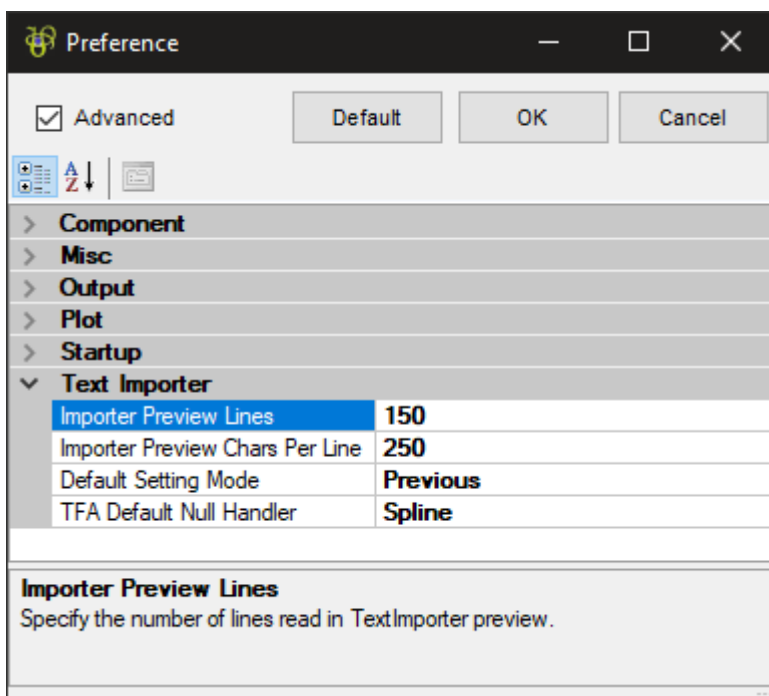 Preference
Advanced Default OK Cancel
A
Z
Component
Misc
Output
Plot
Startup
Text Importer
Importer Preview Lines 150
Importer Preview Chars Per Line 250
Default Setting Mode Previous
TFA Default Null Handler Spline
Importer Preview Lines
Specify the number of lines read in TextImporter preview.